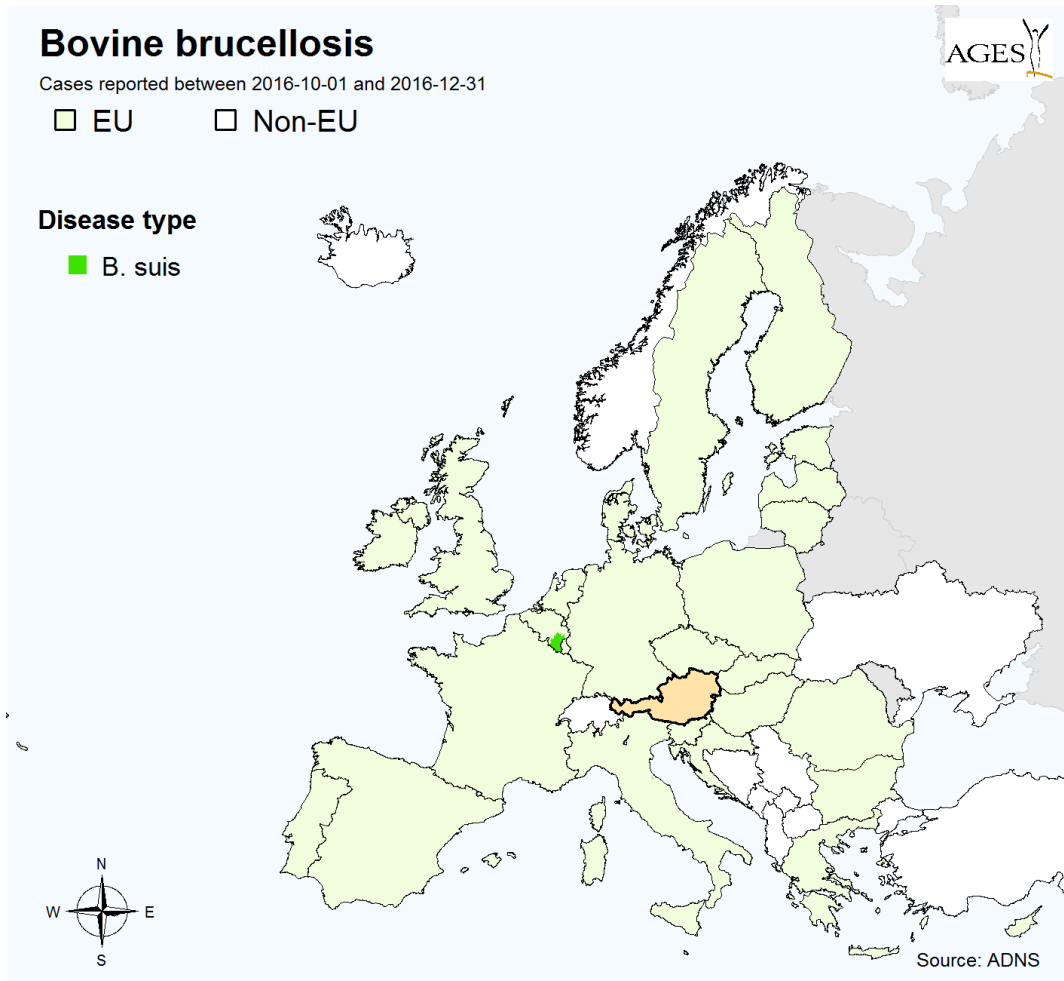 Bovine brucellosis
AGES
Cases reported between 2016-10-01 and 2016-12-31
EU Non-EU
Disease type
B. suis
N
W E
S
Source: ADNS